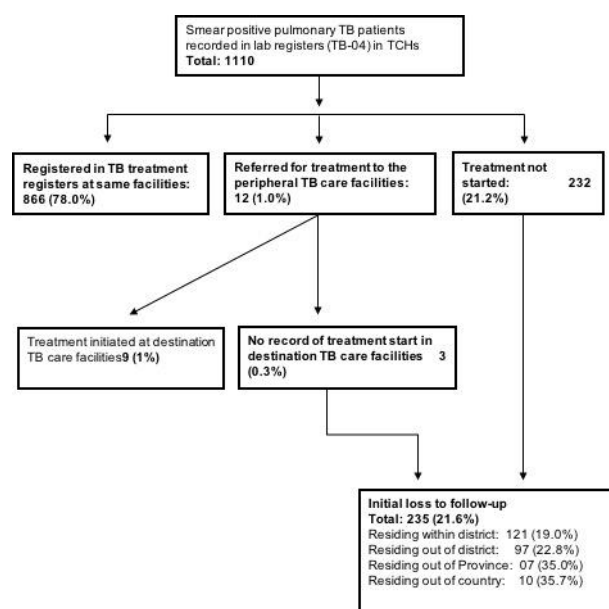 Smear positive pulmonary TB patients
recorded in lab registers (TB-04) in TCHs
Total: 1110
Registered in TB treatment
registers at same facilities:
866 (78.0%)
Referred for treatment to the
peripheral TB care facilities:
12 (1.0%)
Treatment not
started: 232
(21.2%)
Treatment initiated at destination
TB care facilities9 (1%)
No record of treatment start in
destination TB care facilities 3
(0.3%)
Initial loss to follow-up
Total: 235 (21.6%)
Residing within district: 121 (19.0%)
Residing out of district: 97 (22.8%)
Residing out of Province: 07 (35.0%)
Residing out of country: 10 (35.7%)